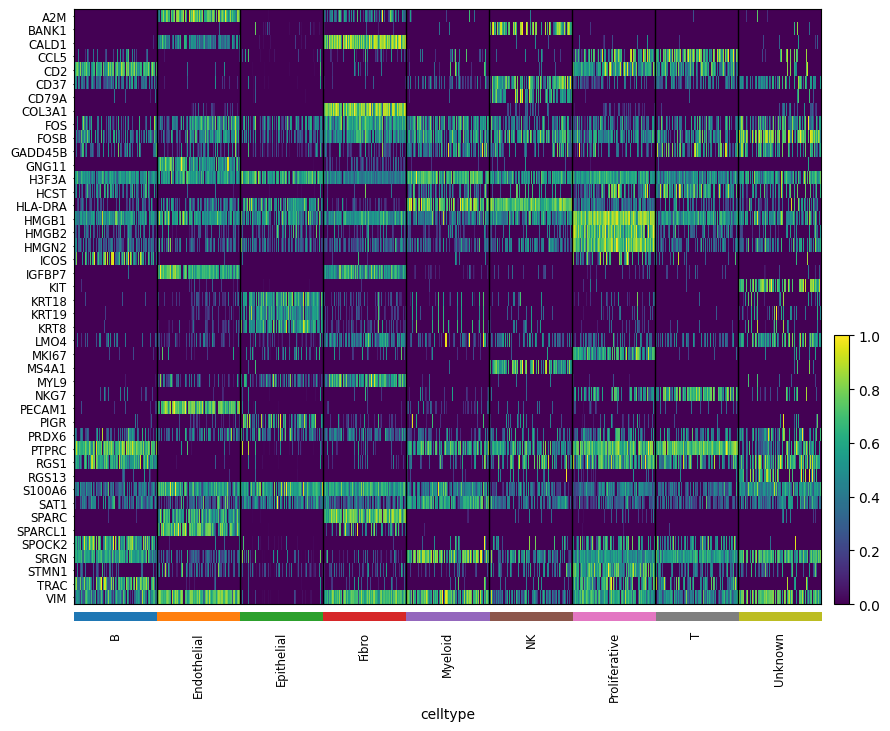 A2M
BANK1
CALD1
CCL5
CD2
CD37
CD79A
COL3A1
FOS
FOSB
GADD45B
GNG11
H3F3A
HCST
HLA-DRA
HMGB1
HMGB2
HMGN2
ICOS
IGFBP7
KIT
KRT18
KRT19
KRT8
LMO4
MKI67
MS4A1
MYL9
NKG7
PECAM1
PIGR
PRDX6
PTPRC
RGS1
RGS13
S100A6
SAT1
SPARC
SPARCL1
SPOCK2
SRGN
STMN1
TRAC
VIM
1.0
0.8
0.6
0.4
0.2
0.0
B
Endothelial
Epithelial
Fibro
Myeloid
NK
Proliferative
T
Unknown
celltype